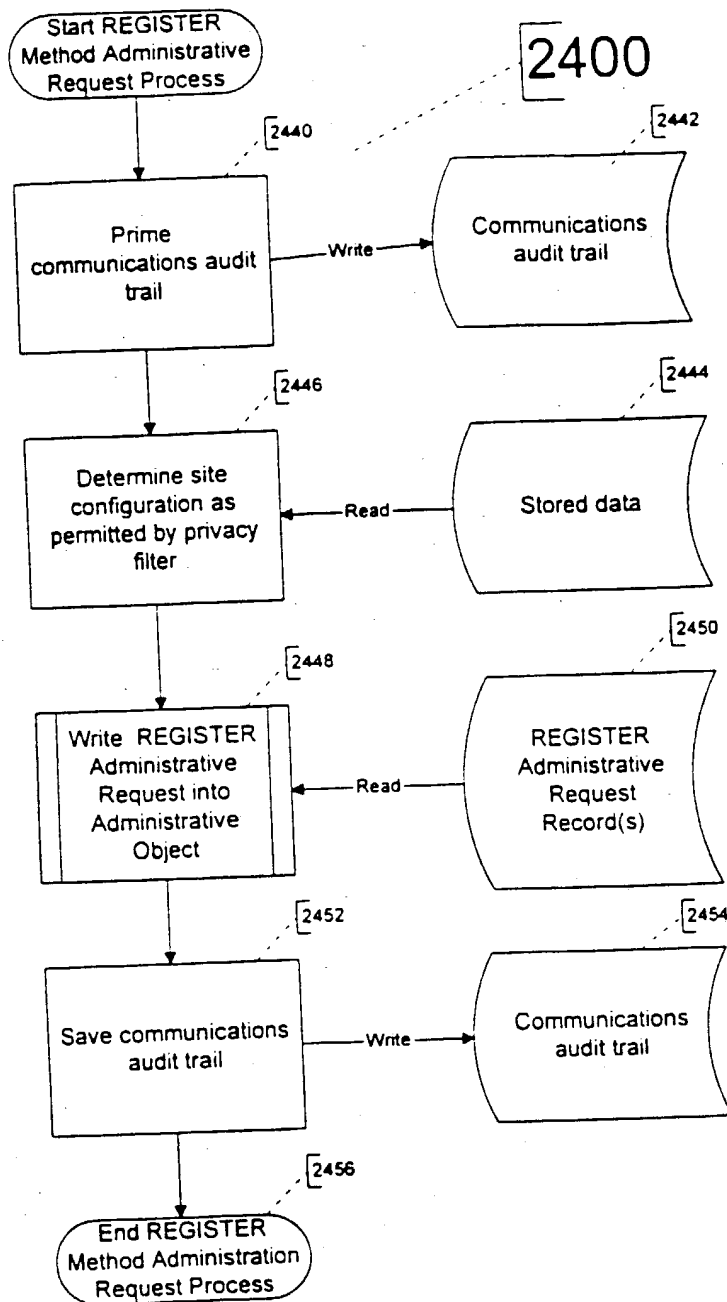 Start REGISTER
Method Administrative
Request Process
2400
2440
2442
Prime
communications audit
trail
Write
Communications
audit trail
2446
2444
Determine site
configuration as
permitted by privacy
filter
Read
Stored data
2448
2450
Write REGISTER
Administrative
Request into
Administrative
Object
Read
REGISTER
Administrative
Request
Record(s)
2452
2454
Save communications
audit trail
Write
Communications
audit trail
2456
End REGISTER
Method Administration
Request Process